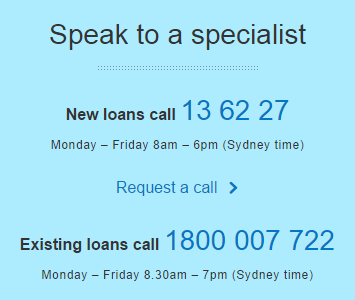 Speak to a specialist
New loans call 13 62 27
Monday – Friday 8am – 6pm (Sydney time)
Request a call
Existing loans call 1800 007 722
Monday – Friday 8.30am – 7pm (Sydney time)